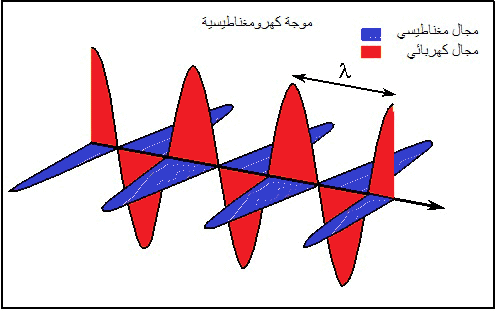 موجة كهرومغناطيسية
مجال مغناطيسي
مجال كهربائي
λ